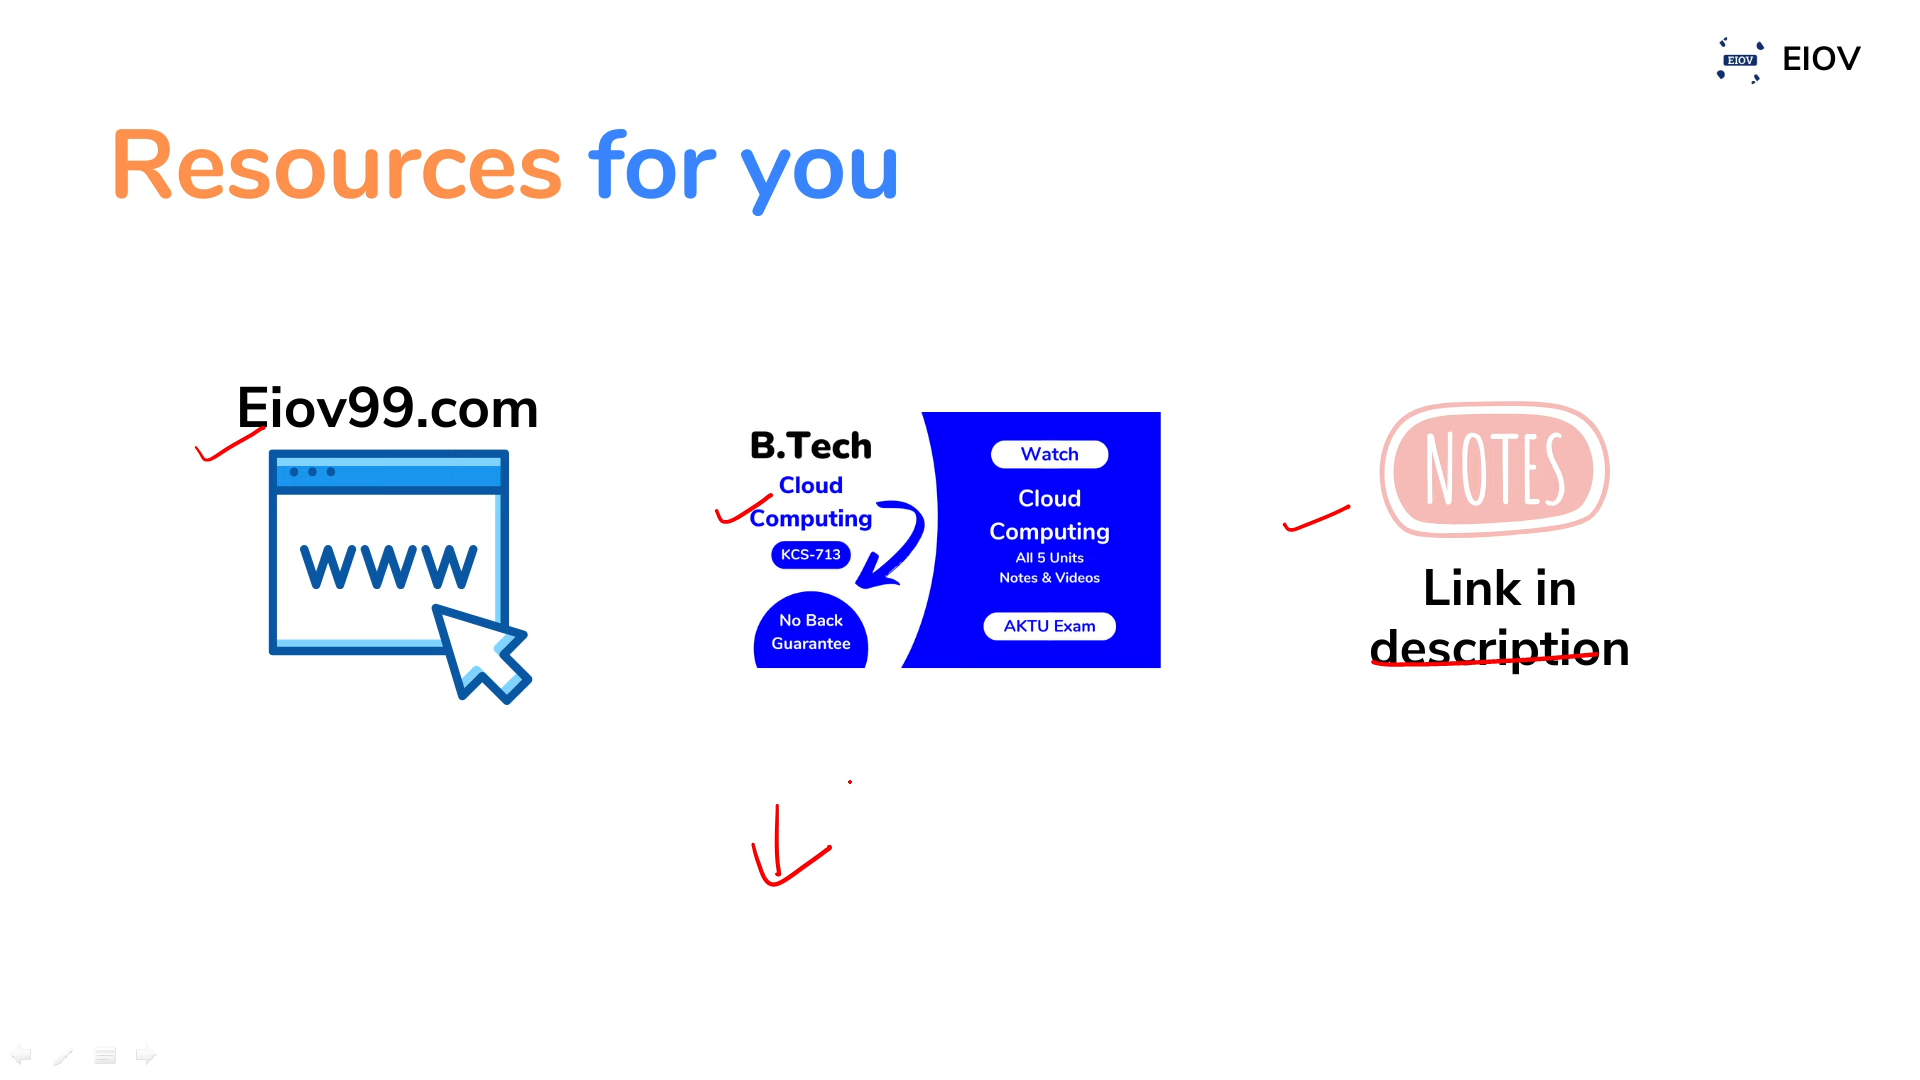 EIOV
EIOV
Resources for you
Eiov99.com
WWW
B.Tech
Cloud
Computing
KCS-713
No Back
Guarantee
Watch
Cloud
Computing
All 5 Units
Notes & Videos
AKTU Exam
NOTES
Link in
description